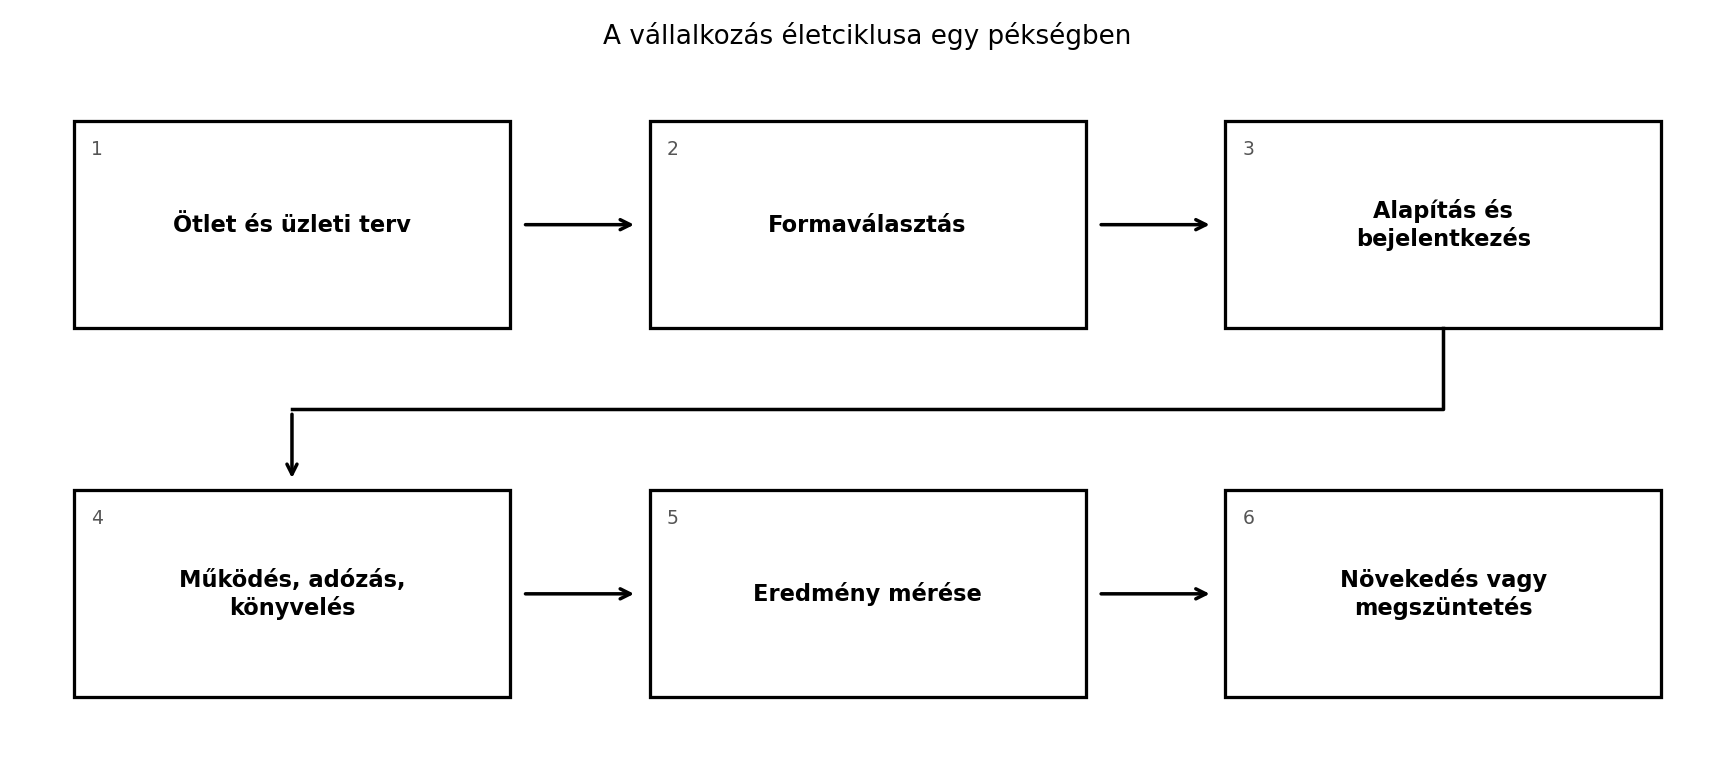 A vállalkozás életciklusa egy pékségben
1
Ötlet és üzleti terv
2
Formaválasztás
3
Alapítás és
bejelentkezés
4
Működés, adózás,
könyvelés
5
Eredmény mérése
6
Növekedés vagy
megszüntetés